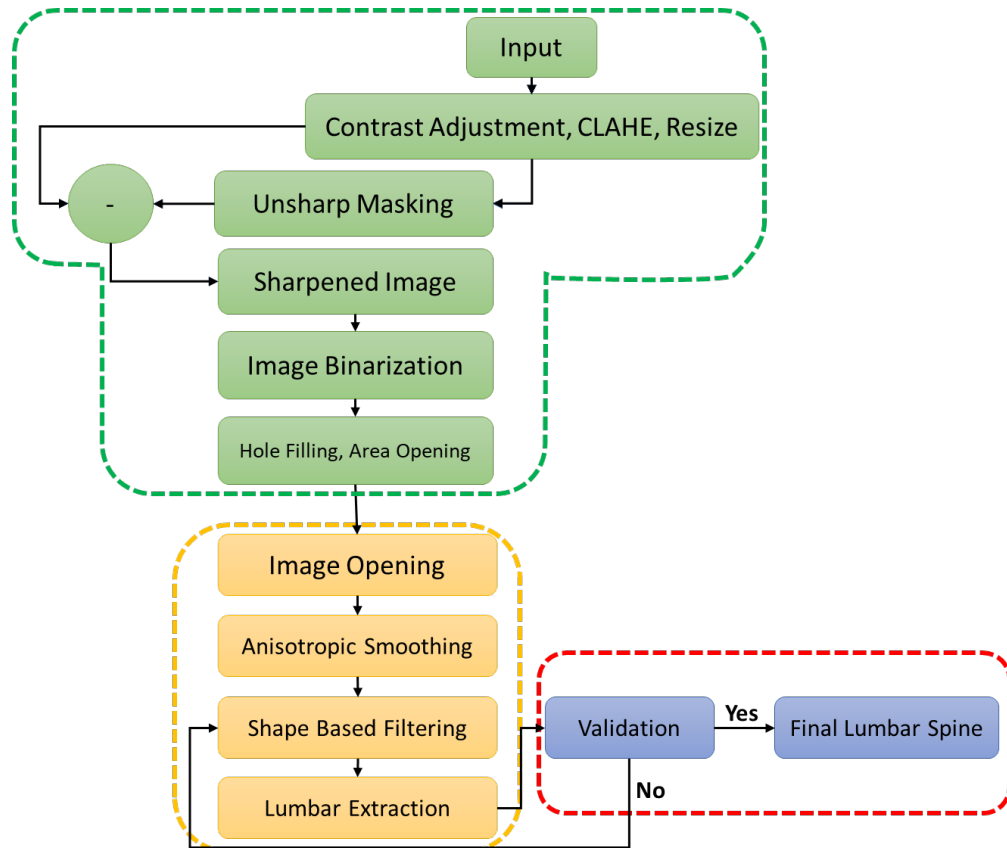 Input
Contrast Adjustment, CLAHE, Resize
-
Unsharp Masking
Sharpened Image
Image Binarization
Hole Filling, Area Opening
Image Opening
Anisotropic Smoothing
Shape Based Filtering
Lumbar Extraction
Validation
Yes
Final Lumbar Spine
No